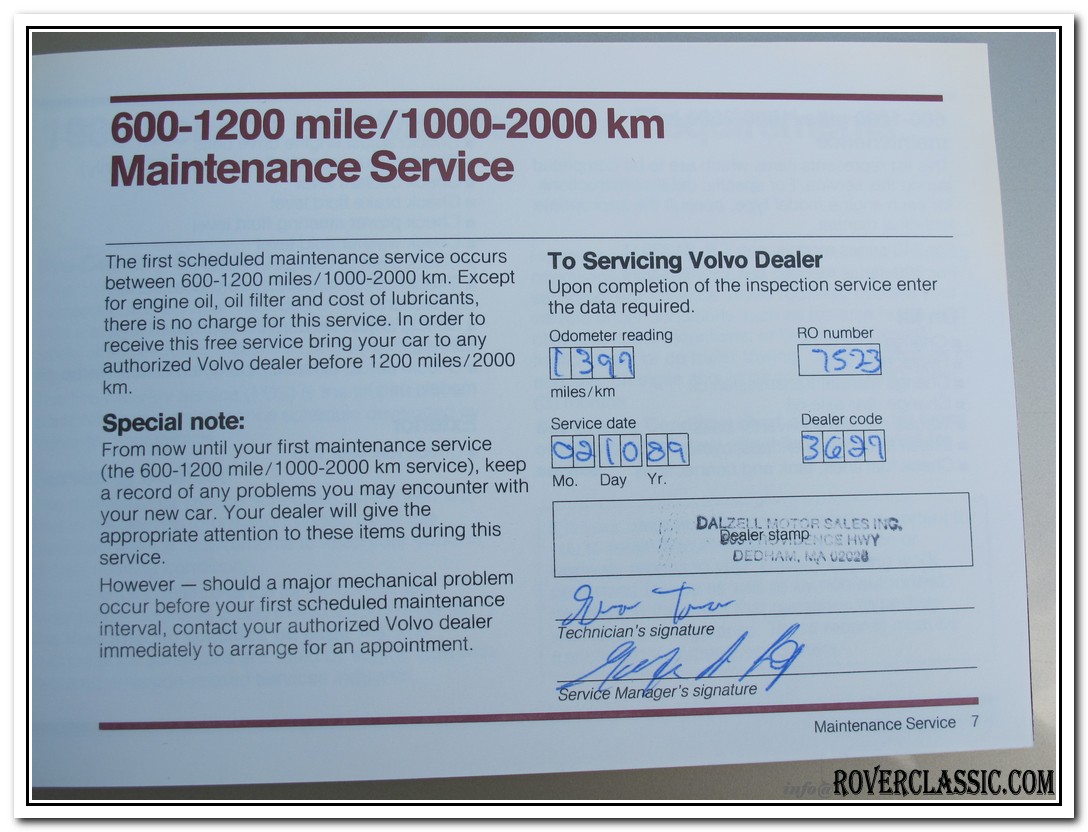 600-1200 mile/1000-2000 km
Maintenance Service
The first scheduled maintenance service occurs
between 600-1200 miles/1000-2000 km. Except
for engine oil, oil filter and cost of lubricants,
there is no charge for this service. In order to
receive this free service bring your car to any
authorized Volvo dealer before 1200 miles/2000
km.
Special note:
From now until your first maintenance service
(the 600-1200 mile/1000-2000 km service), keep
a record of any problems you may encounter with
your new car. Your dealer will give the
appropriate attention to these items during this
service.
However — should a major mechanical problem
occur before your first scheduled maintenance
interval, contact your authorized Volvo dealer
immediately to arrange for an appointment.
To Servicing Volvo Dealer
Upon completion of the inspection service enter
the data required.
Odometer reading
RO number
1399
7523
miles/km
Service date
Dealer code
02 10 89
3627
Mo. Day Yr.
DALZELL MOTOR SALES INC.
Dealer stamp
PROVIDENCE HWY
DEDHAM, MA 02026
Technician's signature
Service Manager's signature
Maintenance Service 7
ROVERCLASSIC.COM